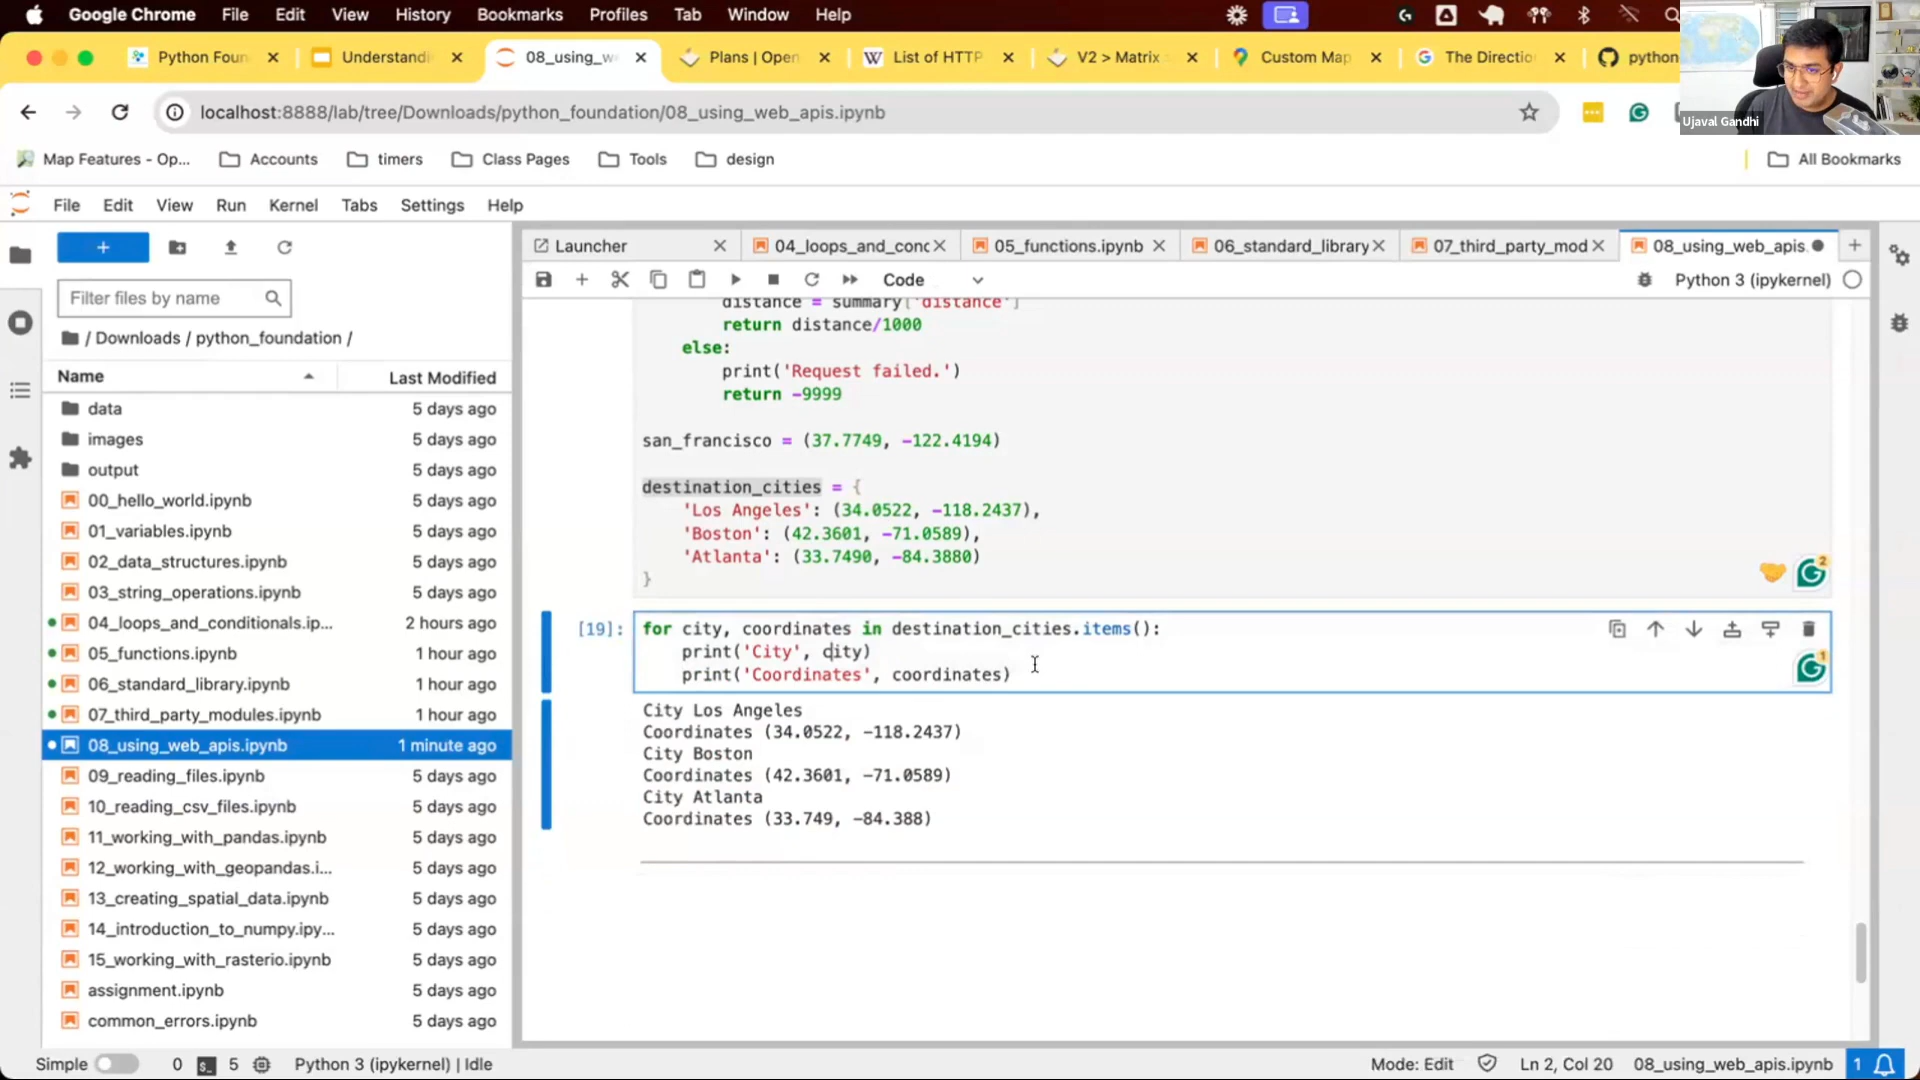 Google Chrome File Edit View History Bookmarks Profiles Tab Window Help
Python Foun
Understandi
08_using_w
Plans | Open
List of HTTP
V2 > Matrix
Custom Map
The Directio
python
localhost:8888/lab/tree/Downloads/python_foundation/08_using_web_apis.ipynb
Ujaval Gandhi
Map Features - Op... Accounts timers Class Pages Tools design All Bookmarks
File Edit View Run Kernel Tabs Settings Help
Launcher
04_loops_and_conc
05_functions.ipynb
06_standard_library
07_third_party_mod
08_using_web_apis.
Code
Python 3 (ipykernel)
Filter files by name
/ Downloads / python_foundation /
Name Last Modified
data 5 days ago
images 5 days ago
output 5 days ago
00_hello_world.ipynb 5 days ago
01_variables.ipynb 5 days ago
02_data_structures.ipynb 5 days ago
03_string_operations.ipynb 5 days ago
04_loops_and_conditionals.ip... 2 hours ago
05_functions.ipynb 1 hour ago
06_standard_library.ipynb 1 hour ago
07_third_party_modules.ipynb 1 hour ago
08_using_web_apis.ipynb 1 minute ago
09_reading_files.ipynb 5 days ago
10_reading_csv_files.ipynb 5 days ago
11_working_with_pandas.ipynb 5 days ago
12_working_with_geopandas.i... 5 days ago
13_creating_spatial_data.ipynb 5 days ago
14_introduction_to_numpy.ipy... 5 days ago
15_working_with_rasterio.ipynb 5 days ago
assignment.ipynb 5 days ago
common_errors.ipynb 5 days ago
distance = summary['distance']
return distance/1000
else:
print('Request failed.')
return -9999
san_francisco = (37.7749, -122.4194)
destination_cities = {
'Los Angeles': (34.0522, -118.2437),
'Boston': (42.3601, -71.0589),
'Atlanta': (33.7490, -84.3880)
}
2
[19]: for city, coordinates in destination_cities.items():
print('City', city)
print('Coordinates', coordinates)
1
City Los Angeles
Coordinates (34.0522, -118.2437)
City Boston
Coordinates (42.3601, -71.0589)
City Atlanta
Coordinates (33.749, -84.388)
Simple 0 5 Python 3 (ipykernel) | Idle Mode: Edit Ln 2, Col 20 08_using_web_apis.ipynb 1